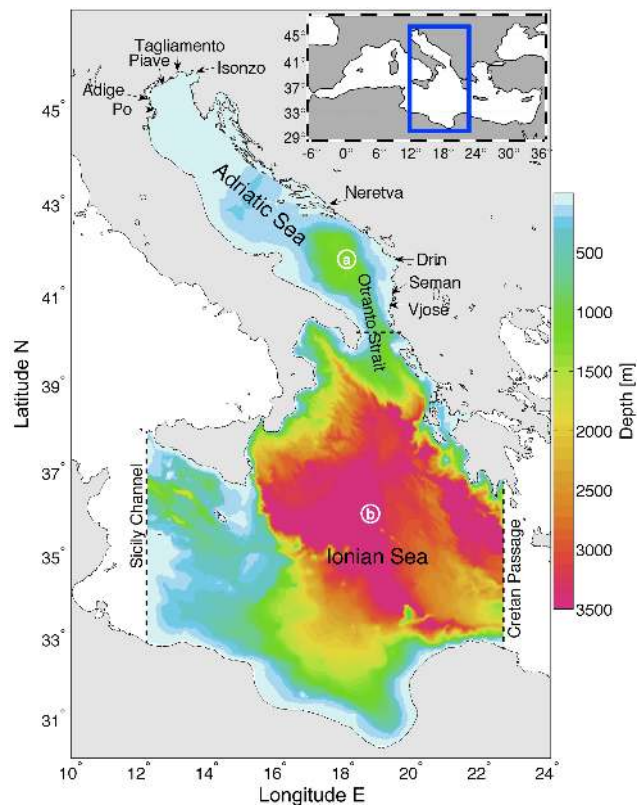 Tagliamento
Piave
Isonzo
Adige
Po
45°
41°
37°
33°
29°
-6°
0°
6°
12°
18°
24°
30°
36°
Adriatic Sea
Neretva
a
Drin
Seman
Vjose
Otranto Strait
Sicily Channel
b
Ionian Sea
Cretan Passage
45°
43°
41°
39°
37°
35°
33°
31°
Latitude N
10°
12°
14°
16°
18°
20°
22°
24°
Longitude E
500
1000
1500
2000
2500
3000
3500
Depth [m]